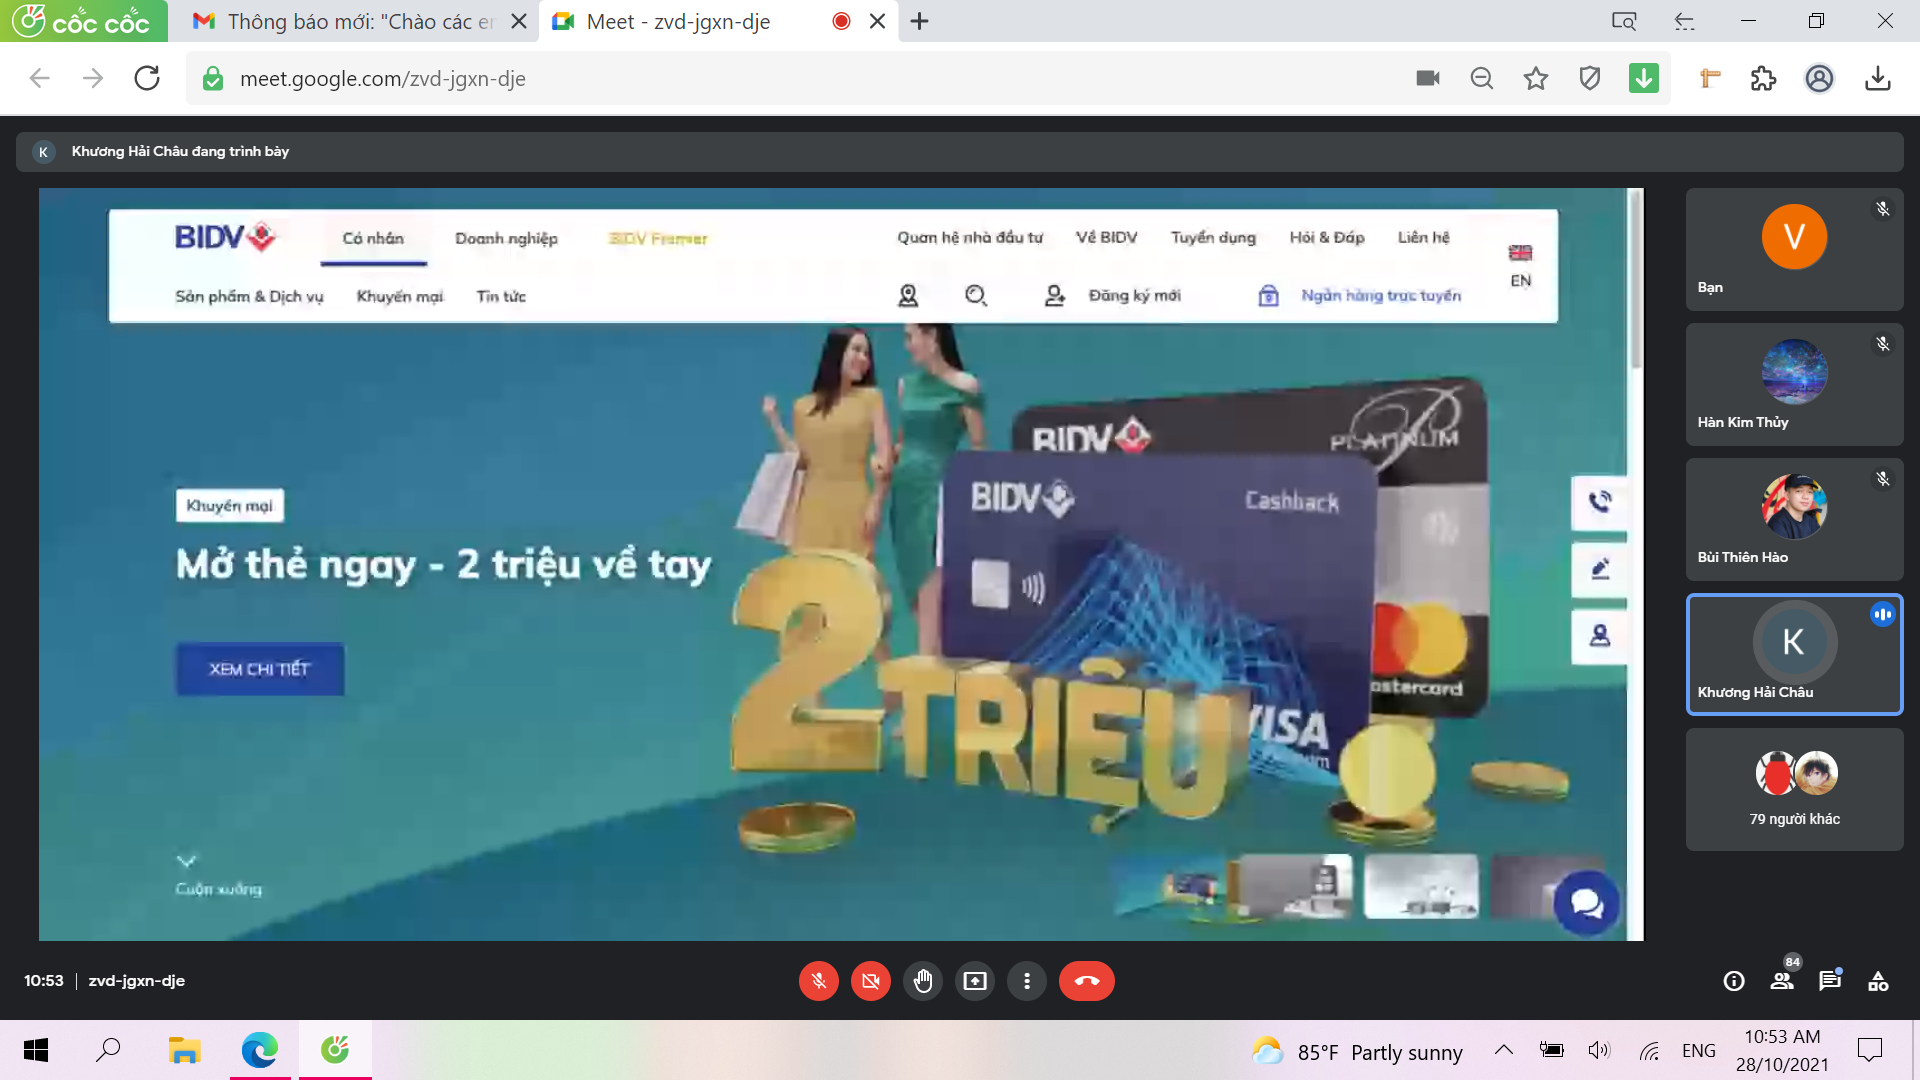 cốc cốc
Thông báo mới: "Chào các em
Meet - zvd-jgxn-dje
meet.google.com/zvd-jgxn-dje
K
Khương Hải Châu đang trình bày
BIDV
Cá nhân
Doanh nghiệp
BIDV Premier
Quan hệ nhà đầu tư
Về BIDV
Tuyển dụng
Hỏi & Đáp
Liên hệ
EN
Sản phẩm & Dịch vụ
Khuyến mại
Tin tức
Đăng ký mới
Ngân hàng trực tuyến
BIDV
PLATINUM
BIDV
Cashback
Khuyến mại
Mở thẻ ngay - 2 triệu về tay
XEM CHI TIẾT
2 TRIỆU
mastercard
VISA
Cuộn xuống
V
Bạn
Hàn Kim Thủy
Bùi Thiên Hào
K
Khương Hải Châu
79 người khác
10:53 | zvd-jgxn-dje
84
85°F Partly sunny
ENG
10:53 AM
28/10/2021